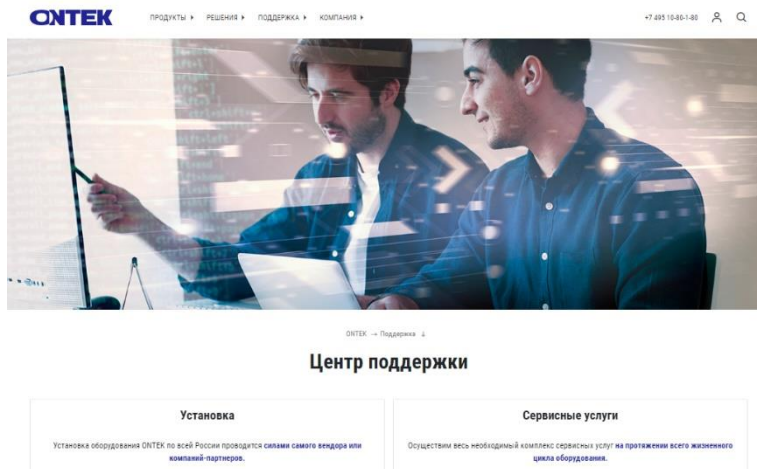 ONTEK
ПРОДУКТЫ РЕШЕНИЯ ПОДДЕРЖКА КОМПАНИЯ +7 495 10-80-1-80
ONTEK → Поддержка ↓
Центр поддержки
Установка
Установка оборудования ONTEK по всей России проводится силами самого вендора или
компаний-партнеров.
Сервисные услуги
Осуществим весь необходимый комплекс сервисных услуг на протяжении всего жизненного
цикла оборудования.